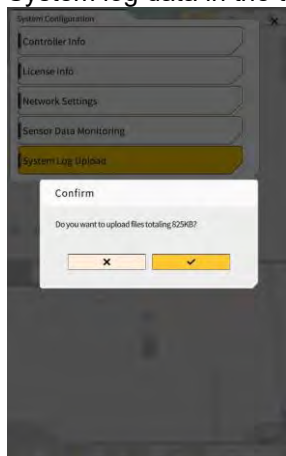 System log data in the
System Configuration
×
Controller Info
License Info
Network Settings
Sensor Data Monitoring
System Log Upload
Confirm
Do you want to upload files totaling 825KB?